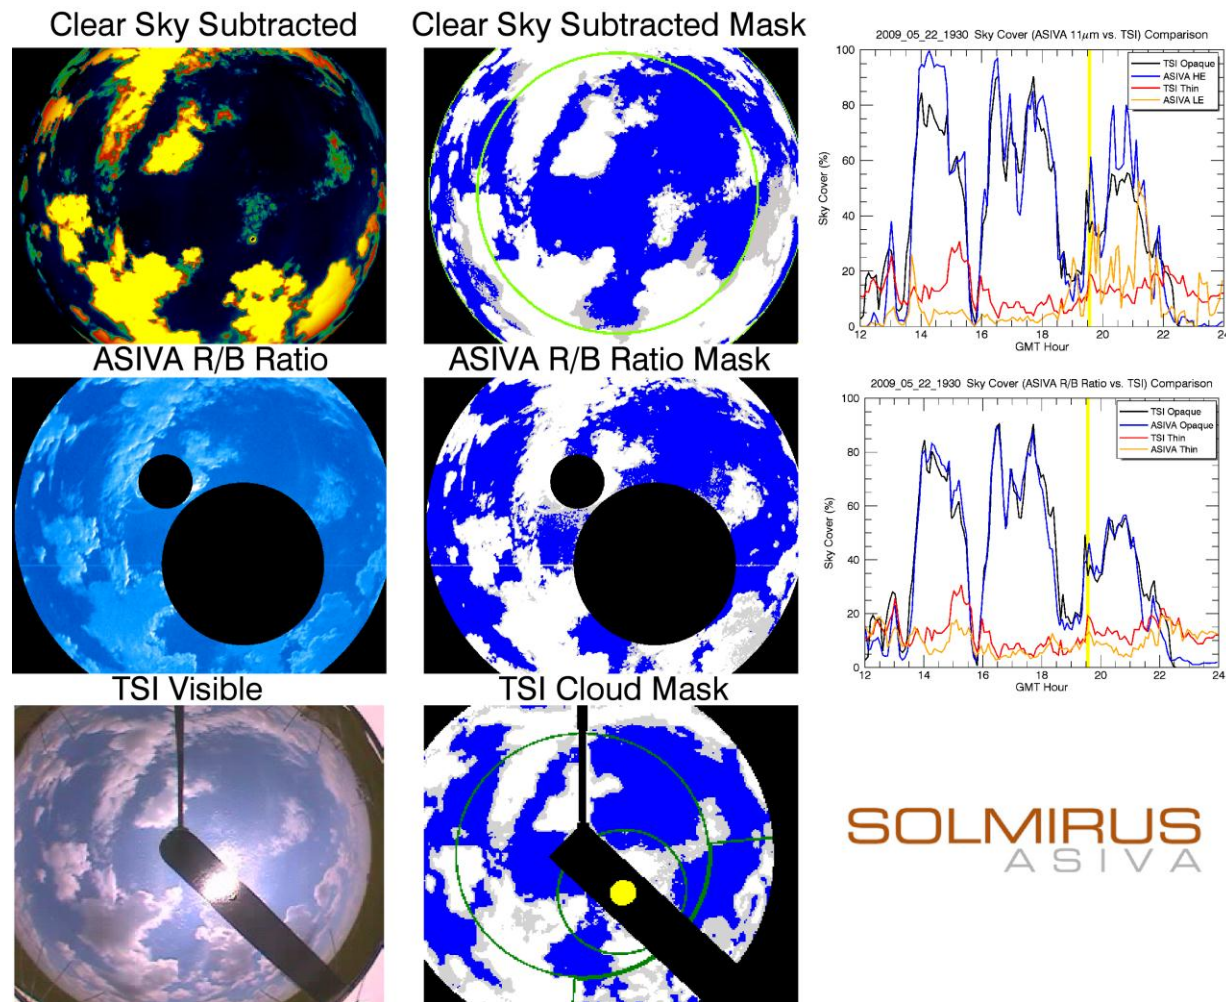 Clear Sky Subtracted
Clear Sky Subtracted Mask
2009_05_22_1930 Sky Cover (ASIVA 11μm vs. TSI) Comparison
100
80
60
40
20
0
Sky Cover (%)
TSI Opaque
ASIVA HE
TSI Thin
ASIVA LE
12 14 16 18 20 22 24
GMT Hour
ASIVA R/B Ratio
ASIVA R/B Ratio Mask
2009_05_22_1930 Sky Cover (ASIVA R/B Ratio vs. TSI) Comparison
100
80
60
40
20
0
Sky Cover (%)
TSI Opaque
ASIVA Opaque
TSI Thin
ASIVA Thin
12 14 16 18 20 22 24
GMT Hour
TSI Visible
TSI Cloud Mask
SOLMIRUS
ASIVA